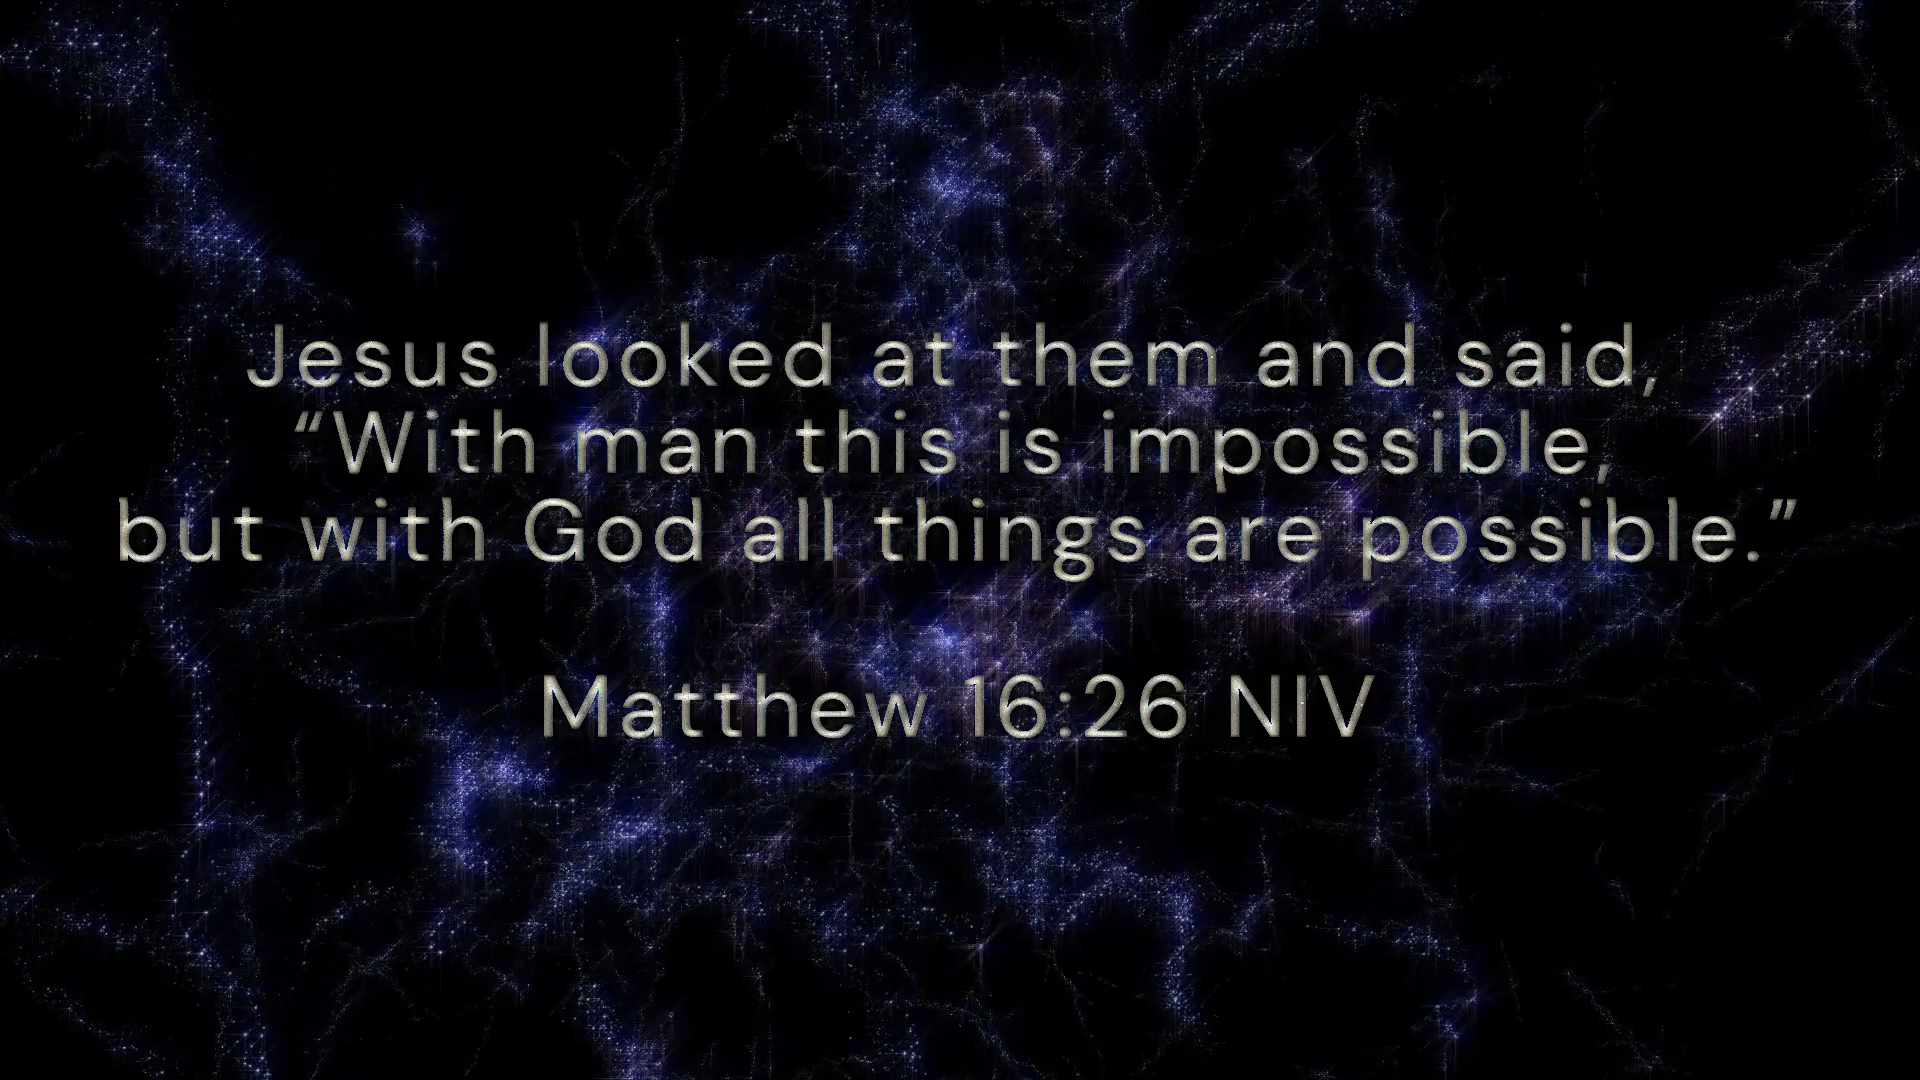 Jesus looked at them and said,
“With man this is impossible,
but with God all things are possible.”
Matthew 16:26 NIV